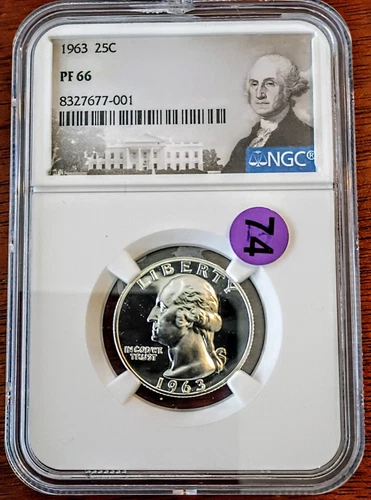 1963 25C
PF 66
8327677-001
NGC®
74
LIBERTY
IN GOD WE
TRUST
1963